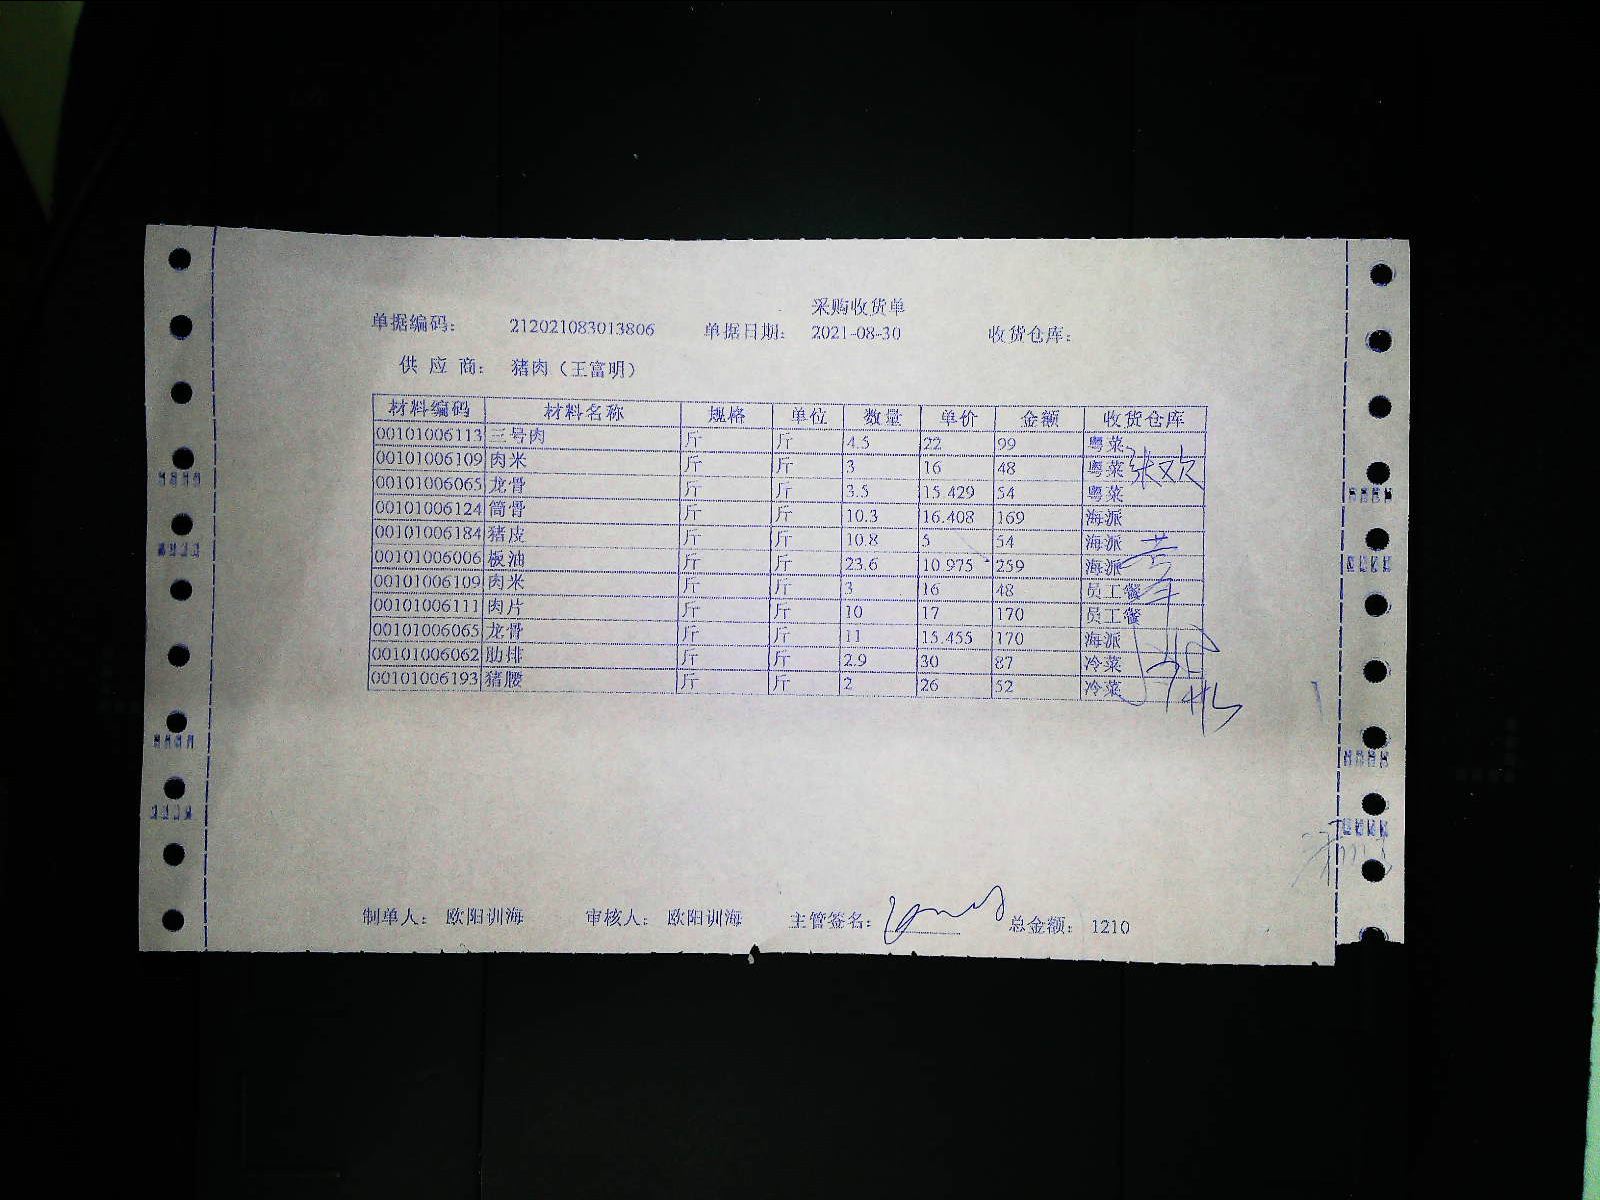 采购收货单
单据编码： 212021083013806 单据日期： 2021-08-30 收货仓库：
供 应 商： 猪肉（王富明）
材料编码 材料名称 规格 单位 数量 单价 金额 收货仓库
00101006113 三号肉 斤 斤 4.5 22 99 粤菜
00101006109 肉米 斤 斤 3 16 48 粤菜 张欢
00101006065 龙骨 斤 斤 3.5 15.429 54 粤菜
00101006124 筒骨 斤 斤 10.3 16.408 169 海派
00101006184 猪皮 斤 斤 10.8 5 54 海派
00101006006 板油 斤 斤 23.6 10.975 259 海派
00101006109 肉米 斤 斤 3 16 48 员工餐
00101006111 肉片 斤 斤 10 17 170 员工餐
00101006065 龙骨 斤 斤 11 15.455 170 海派
00101006062 肋排 斤 斤 2.9 30 87 冷菜
00101006193 猪腰 斤 斤 2 26 52 冷菜
制单人： 欧阳训海 审核人： 欧阳训海 主管签名： 总金额： 1210